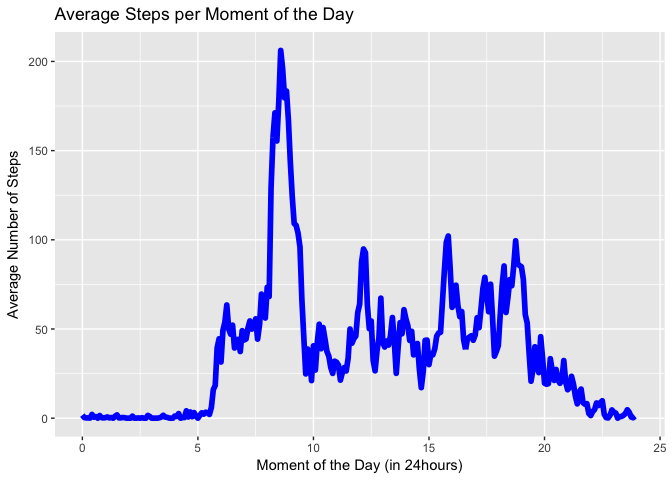 Average Steps per Moment of the Day
Average Number of Steps
200
150
100
50
0
0 5 10 15 20 25
Moment of the Day (in 24hours)